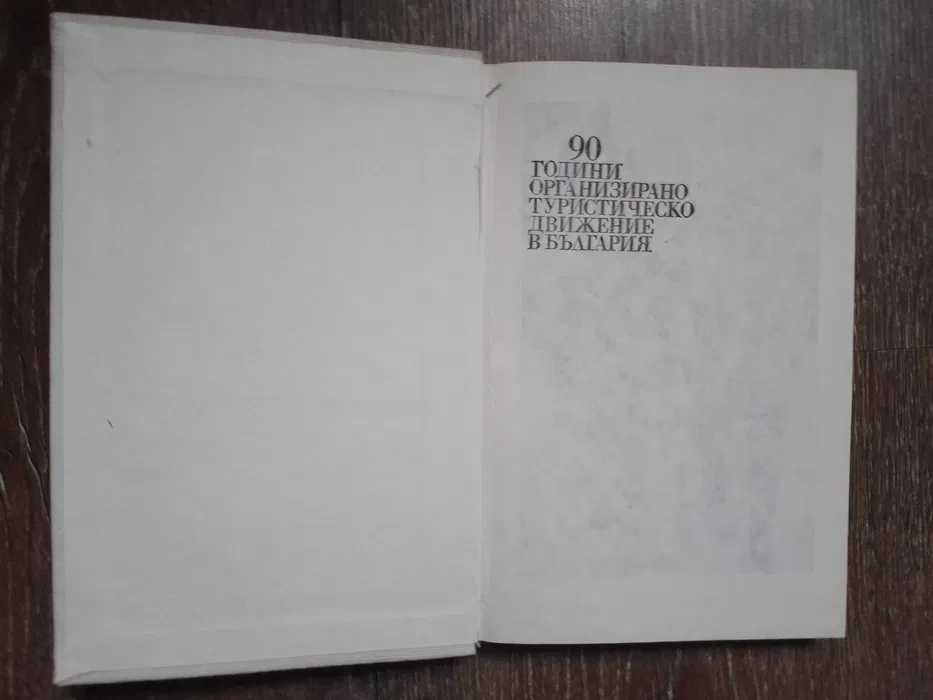 90
ГОДИНИ
ОРГАНИЗИРАНО
ТУРИСТИЧЕСКО
ДВИЖЕНИЕ
В БЪЛГАРИЯ